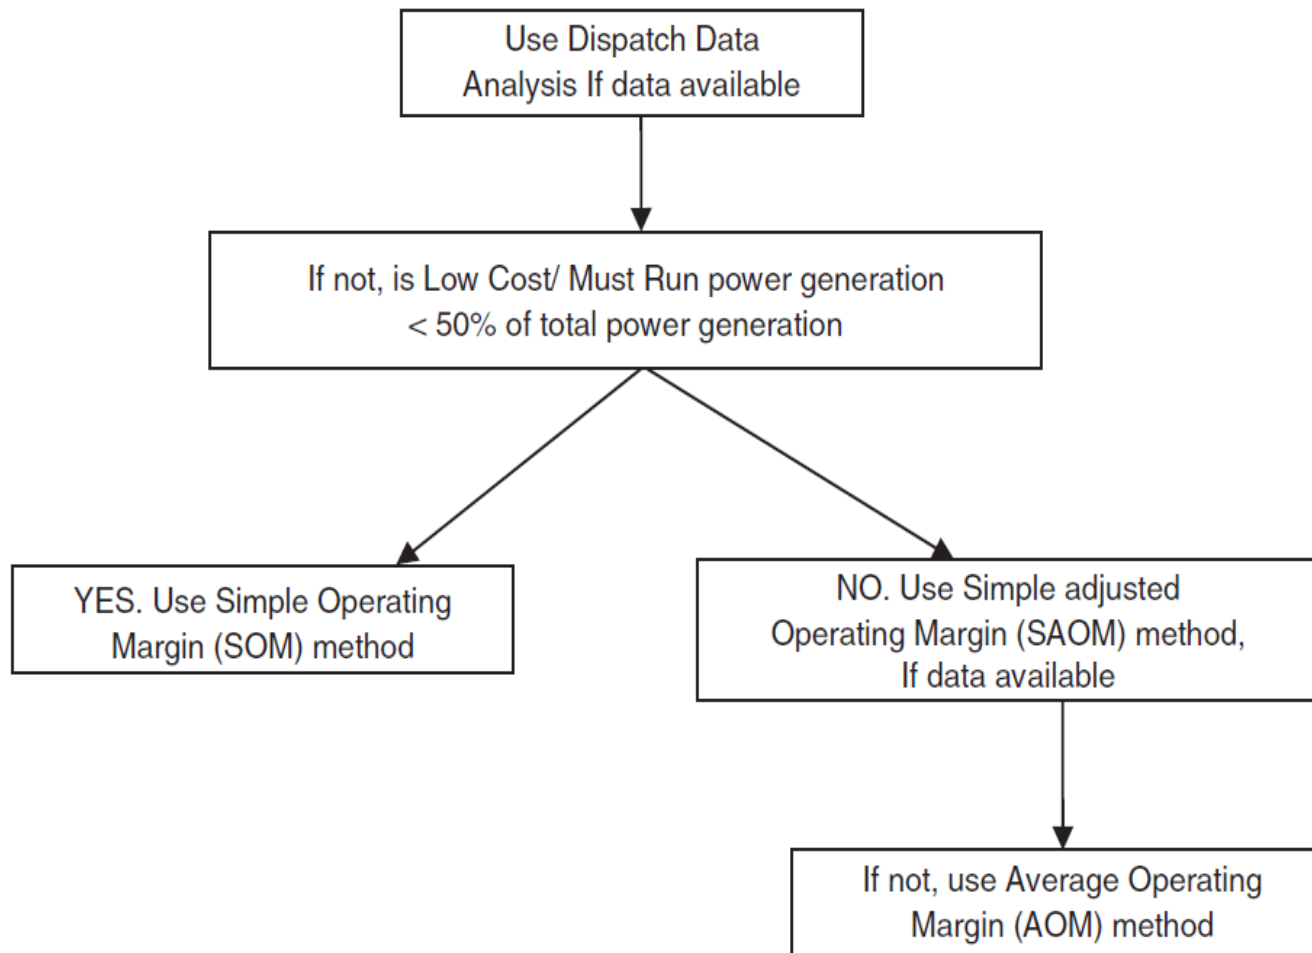 Use Dispatch Data
Analysis If data available
If not, is Low Cost/ Must Run power generation
< 50% of total power generation
YES. Use Simple Operating
Margin (SOM) method
NO. Use Simple adjusted
Operating Margin (SAOM) method,
If data available
If not, use Average Operating
Margin (AOM) method